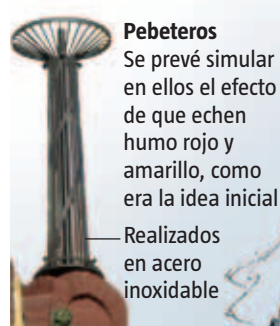 Pebeteros
Se prevé simular
en ellos el efecto
de que echen
humo rojo y
amarillo, como
era la idea inicial
Realizados
en acero
inoxidable